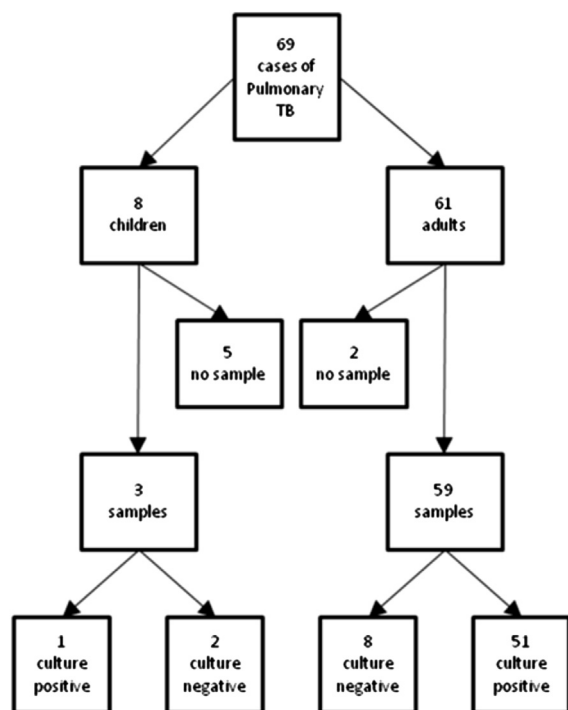 69
cases of
Pulmonary
TB
8
children
61
adults
5
no sample
2
no sample
3
samples
59
samples
1
culture
positive
2
culture
negative
8
culture
negative
51
culture
positive